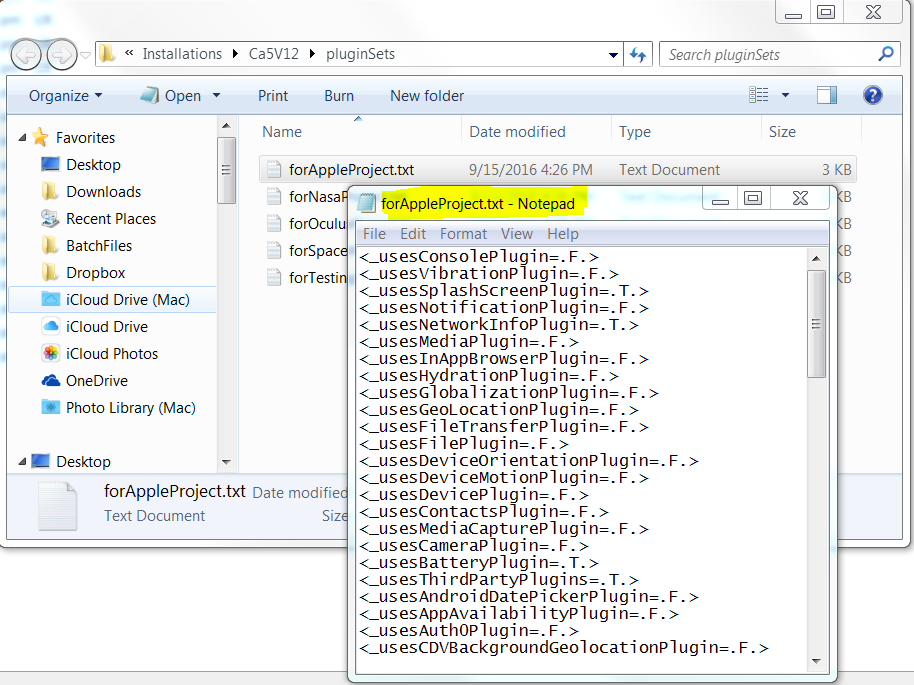 « Installations ▸ Ca5V12 ▸ pluginSets
Search pluginSets
Organize Open Print Burn New folder
Name Date modified Type Size
Favorites
Desktop
Downloads
Recent Places
BatchFiles
Dropbox
iCloud Drive (Mac)
iCloud Drive
iCloud Photos
OneDrive
Photo Library (Mac)
Desktop
forAppleProject.txt 9/15/2016 4:26 PM Text Document 3 KB
forNasaP KB
forOculu KB
forSpace KB
forTesting KB
forAppleProject.txt Date modified
Text Document Size
forAppleProject.txt - Notepad
File Edit Format View Help
<_usesConsolePlugin=.F.>
<_usesVibrationPlugin=.F.>
<_usesSplashScreenPlugin=.T.>
<_usesNotificationPlugin=.F.>
<_usesNetworkInfoPlugin=.T.>
<_usesMediaPlugin=.F.>
<_usesInAppBrowserPlugin=.F.>
<_usesHydrationPlugin=.F.>
<_usesGlobalizationPlugin=.F.>
<_usesGeoLocationPlugin=.F.>
<_usesFileTransferPlugin=.F.>
<_usesFilePlugin=.F.>
<_usesDeviceOrientationPlugin=.F.>
<_usesDeviceMotionPlugin=.F.>
<_usesDevicePlugin=.F.>
<_usesContactsPlugin=.F.>
<_usesMediaCapturePlugin=.F.>
<_usesCameraPlugin=.F.>
<_usesBatteryPlugin=.T.>
<_usesThirdPartyPlugins=.T.>
<_usesAndroidDatePickerPlugin=.F.>
<_usesAppAvailabilityPlugin=.F.>
<_usesAuthOPlugin=.F.>
<_usesCDVBackgroundGeolocationPlugin=.F.>